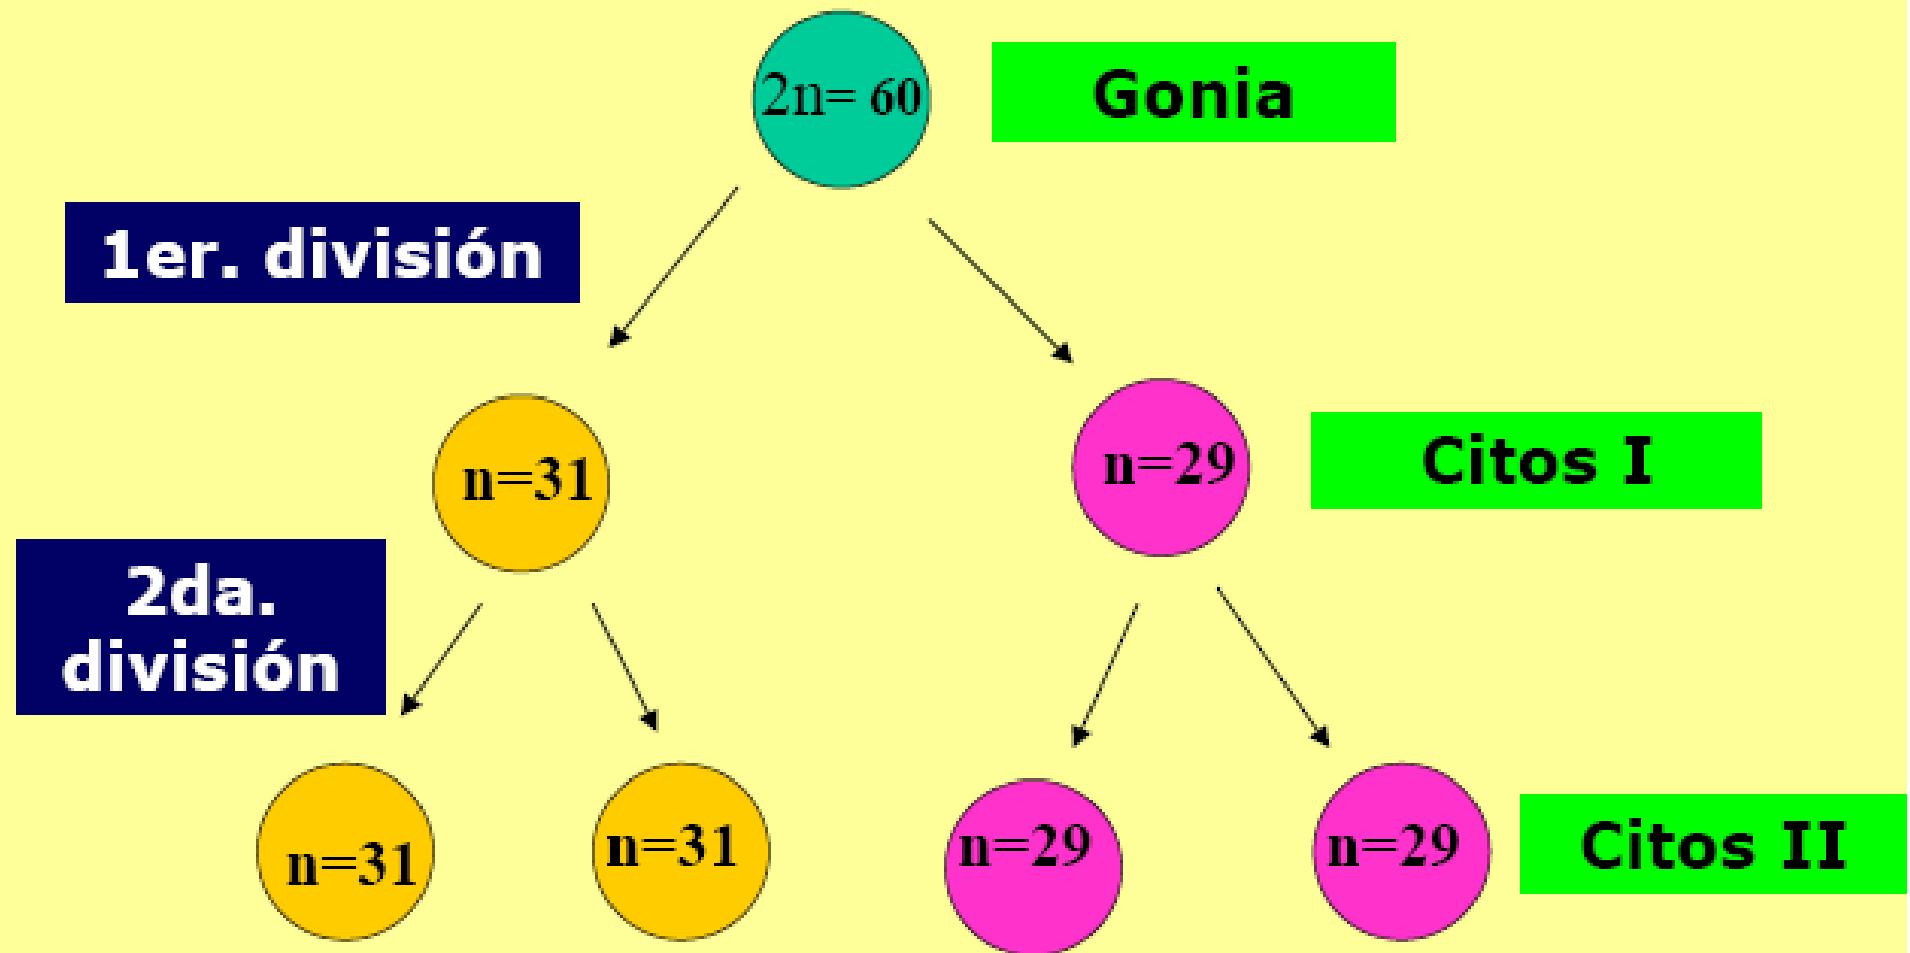 2n= 60
Gonia
1er. división
n=31
n=29
Citos I
2da.
división
n=31
n=31
n=29
n=29
Citos II